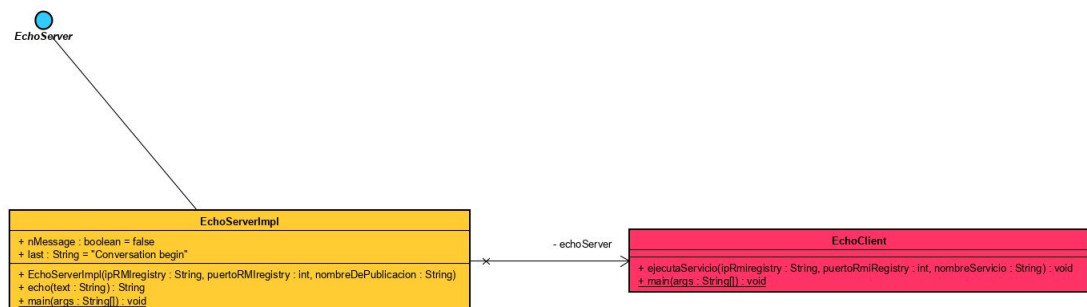 EchoServer
EchoServerImpl
+ nMessage : boolean = false
+ last : String = "Conversation begin"
+ EchoServerImpl(ipRMIregistry : String, puertoRMIregistry : int, nombreDePublicacion : String)
+ echo(text : String) : String
+ main(args : String[]) : void
- echoServer
EchoClient
+ ejecutaServicio(ipRmiregistry : String, puertoRmiRegistry : int, nombreServicio : String) : void
+ main(args : String[]) : void